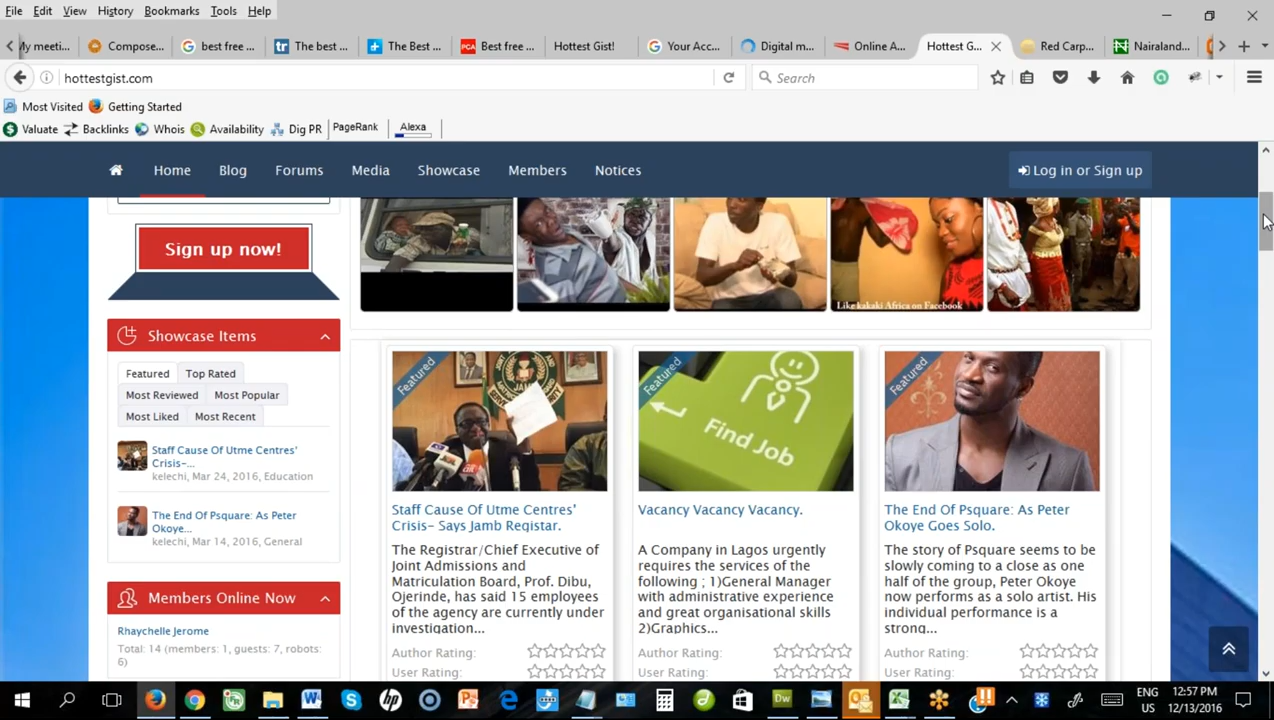 File Edit View History Bookmarks Tools Help
My meeti... Compose... best free ... The best ... The Best ... Best free ... Hottest Gist! Your Acc... Digital m... Online A... Hottest G... Red Carp... Nairaland...
hottestgist.com Search
Most Visited Getting Started
Valuate Backlinks Whois Availability Dig PR PageRank Alexa
Home Blog Forums Media Showcase Members Notices Log in or Sign up
Sign up now!
Like kakaki Africa on Facebook
Showcase Items
Featured Top Rated
Most Reviewed Most Popular
Most Liked Most Recent
Staff Cause Of Utme Centres'
Crisis–...
kelechi, Mar 24, 2016, Education
The End Of Psquare: As Peter
Okoye...
kelechi, Mar 14, 2016, General
Members Online Now
Rhaychelle Jerome
Total: 14 (members: 1, guests: 7, robots:
6)
Featured
Staff Cause Of Utme Centres'
Crisis– Says Jamb Registar.
The Registrar/Chief Executive of
Joint Admissions and
Matriculation Board, Prof. Dibu,
Ojerinde, has said 15 employees
of the agency are currently under
investigation...
Author Rating:
User Rating:
Featured
Find Job
Vacancy Vacancy Vacancy.
A Company in Lagos urgently
requires the services of the
following ; 1)General Manager
with administrative experience
and great organisational skills
2)Graphics...
Author Rating:
User Rating:
Featured
The End Of Psquare: As Peter
Okoye Goes Solo.
The story of Psquare seems to be
slowly coming to a close as one
half of the group, Peter Okoye
now performs as a solo artist. His
individual performance is a
strong...
Author Rating:
User Rating:
ENG
US
12:57 PM
12/13/2016